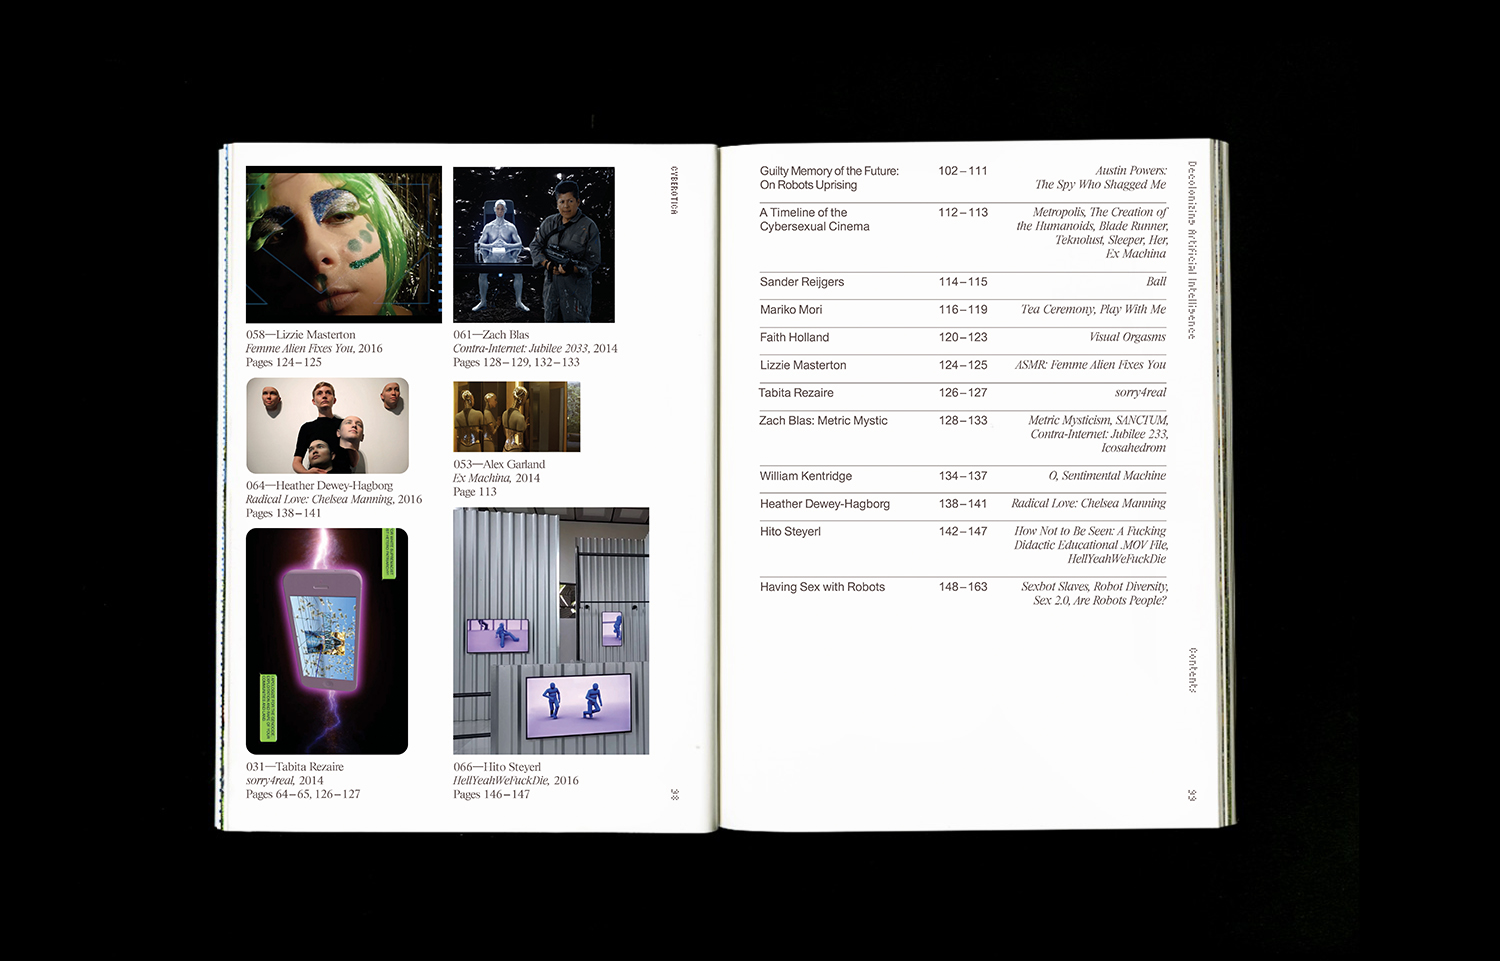 058—Lizzie Masterton
Femme Alien Fixes You, 2016
Pages 124–125
061—Zach Blas
Contra-Internet: Jubilee 2033, 2014
Pages 128–129, 132–133
064—Heather Dewey-Hagborg
Radical Love: Chelsea Manning, 2016
Pages 138–141
053—Alex Garland
Ex Machina, 2014
Page 113
031—Tabita Rezaire
sorry4real, 2014
Pages 64–65, 126–127
066—Hito Steyerl
HellYeahWeFuckDie, 2016
Pages 146–147
CYBEROTICA
98
Guilty Memory of the Future: 102–111 Austin Powers:
On Robots Uprising The Spy Who Shagged Me
A Timeline of the 112–113 Metropolis, The Creation of
Cybersexual Cinema the Humanoids, Blade Runner,
Teknolust, Sleeper, Her,
Ex Machina
Sander Reijgers 114–115 Ball
Mariko Mori 116–119 Tea Ceremony, Play With Me
Faith Holland 120–123 Visual Orgasms
Lizzie Masterton 124–125 ASMR: Femme Alien Fixes You
Tabita Rezaire 126–127 sorry4real
Zach Blas: Metric Mystic 128–133 Metric Mysticism, SANCTUM,
Contra-Internet: Jubilee 233,
Icosahedrom
William Kentridge 134–137 O, Sentimental Machine
Heather Dewey-Hagborg 138–141 Radical Love: Chelsea Manning
Hito Steyerl 142–147 How Not to Be Seen: A Fucking
Didactic Educational .MOV File,
HellYeahWeFuckDie
Having Sex with Robots 148–163 Sexbot Slaves, Robot Diversity,
Sex 2.0, Are Robots People?
Decolonizing Artificial Intelligence
Contents
99